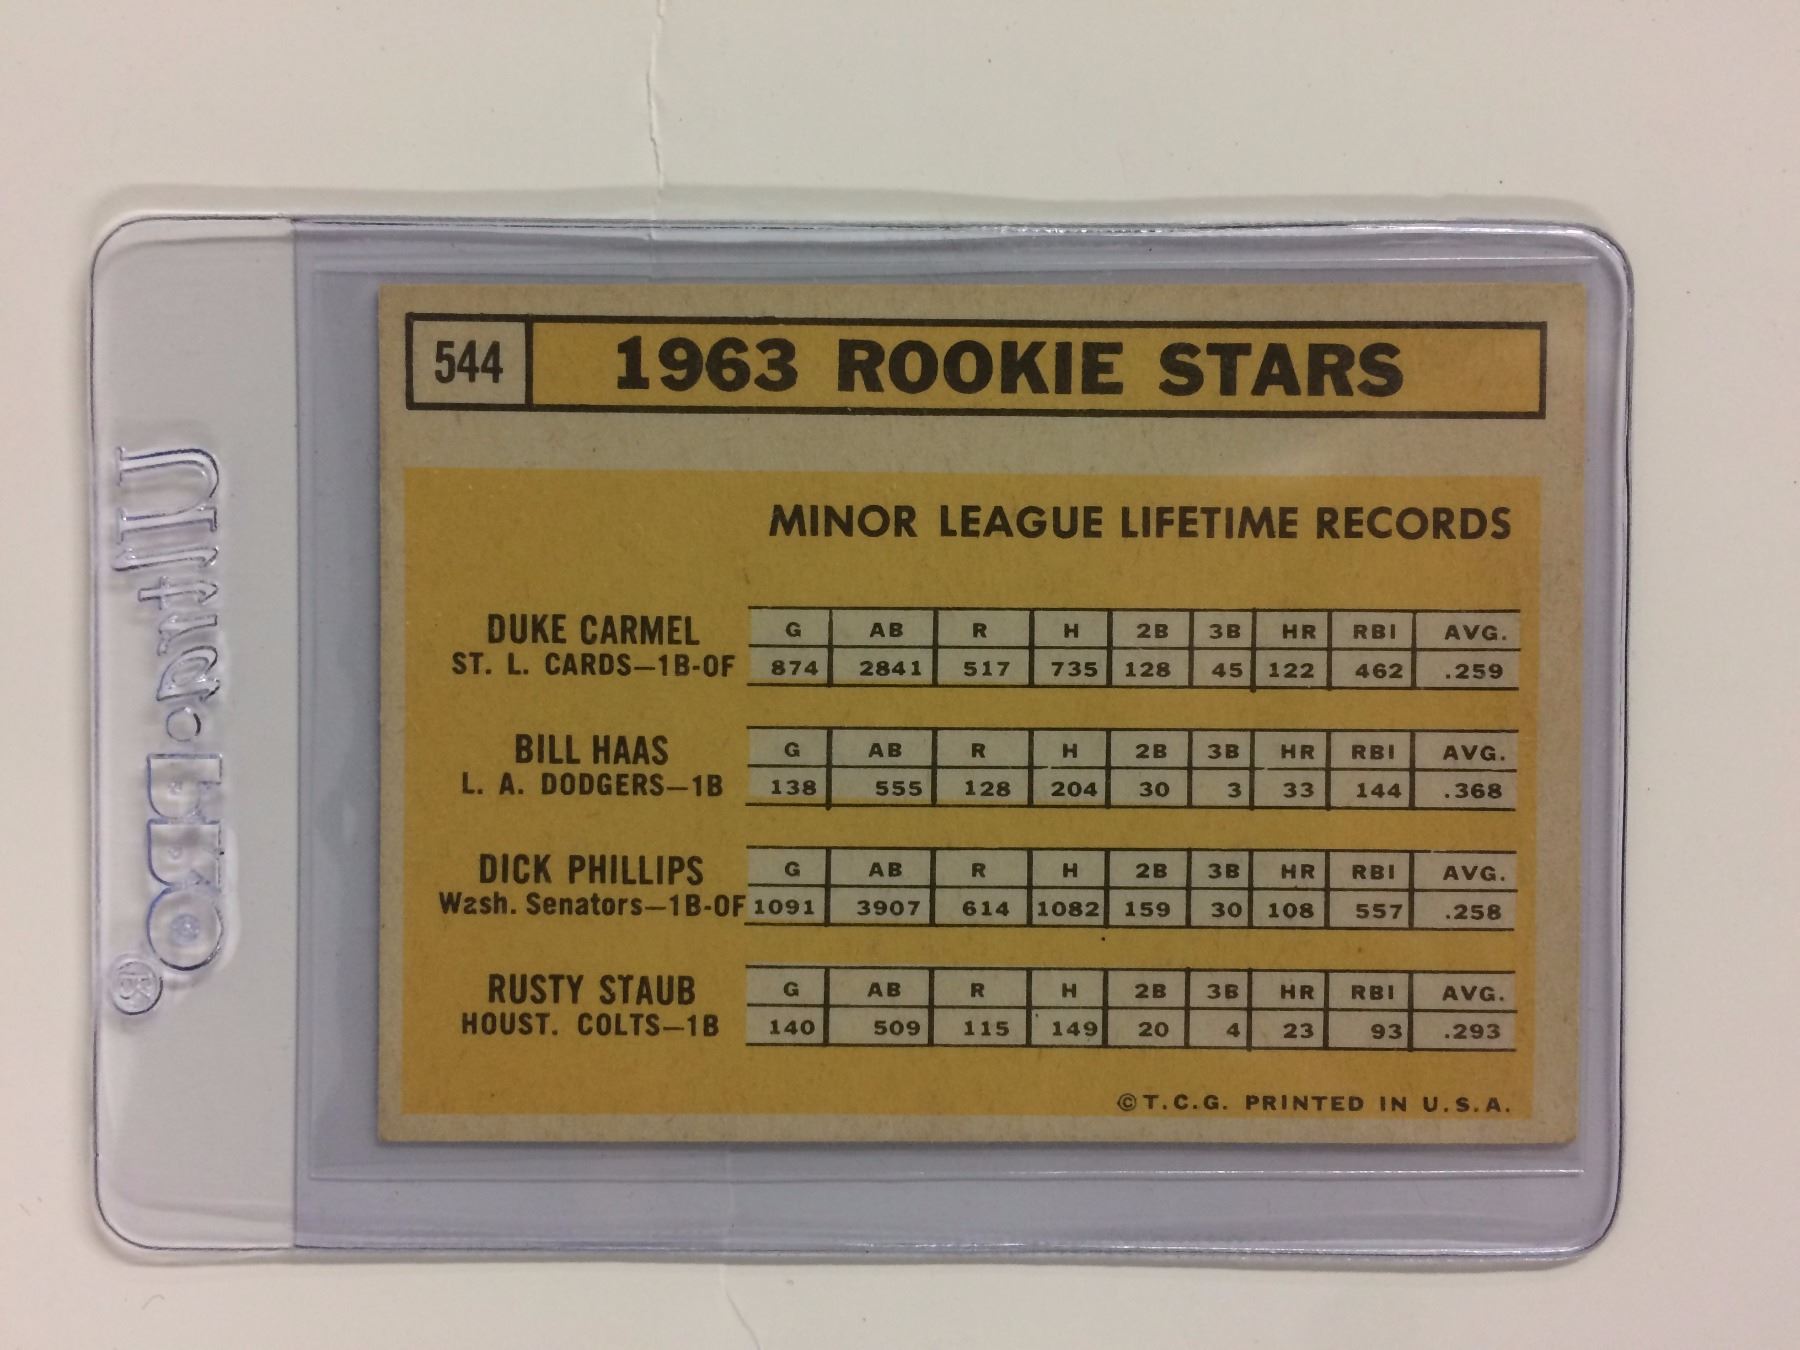 544 1963 ROOKIE STARS
MINOR LEAGUE LIFETIME RECORDS
DUKE CARMEL
ST. L. CARDS—1B-OF
G AB R H 2B 3B HR RBI AVG.
874 2841 517 735 128 45 122 462 .259
BILL HAAS
L. A. DODGERS—1B
G AB R H 2B 3B HR RBI AVG.
138 555 128 204 30 3 33 144 .368
DICK PHILLIPS
Wash. Senators—1B-OF
G AB R H 2B 3B HR RBI AVG.
1091 3907 614 1082 159 30 108 557 .258
RUSTY STAUB
HOUST. COLTS—1B
G AB R H 2B 3B HR RBI AVG.
140 509 115 149 20 4 23 93 .293
© T.C.G. PRINTED IN U.S.A.
Ultra•PRO®